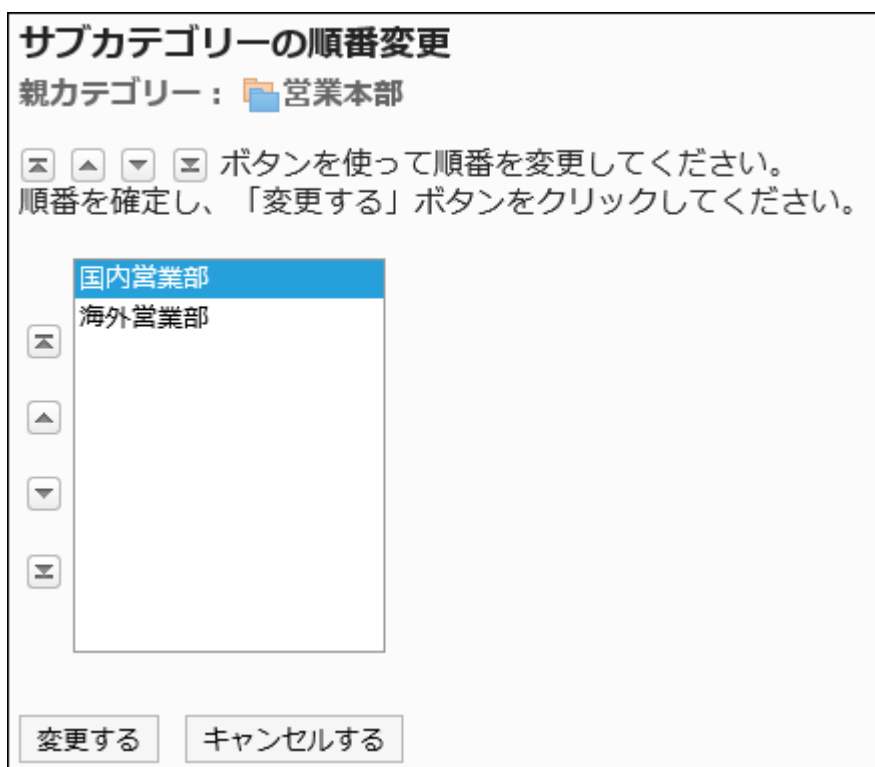 サブカテゴリーの順番変更
親カテゴリー： 営業本部
ボタンを使って順番を変更してください。
順番を確定し、「変更する」ボタンをクリックしてください。
国内営業部
海外営業部
変更する キャンセルする